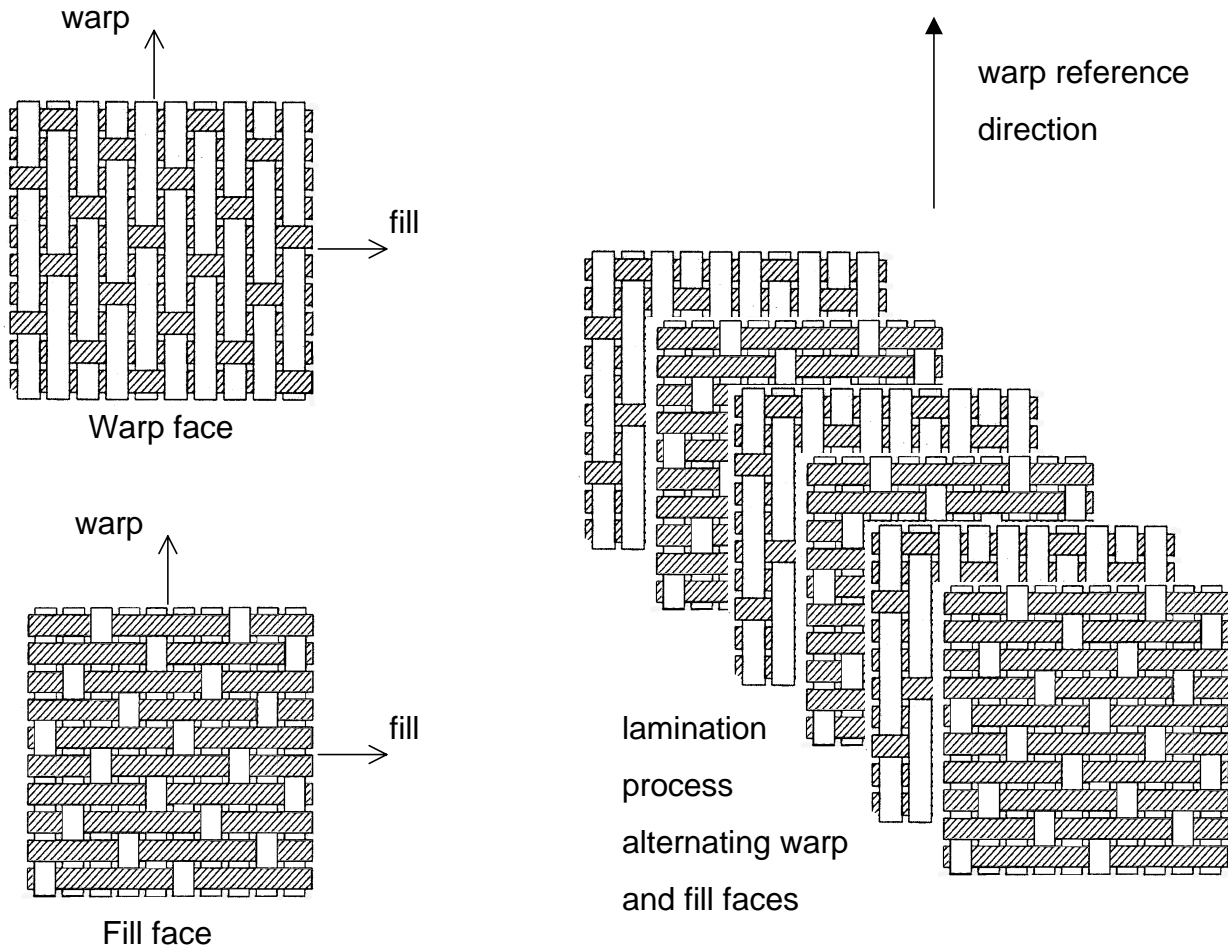 warp
fill
Warp face
warp
fill
Fill face
warp reference
direction
lamination
process
alternating warp
and fill faces